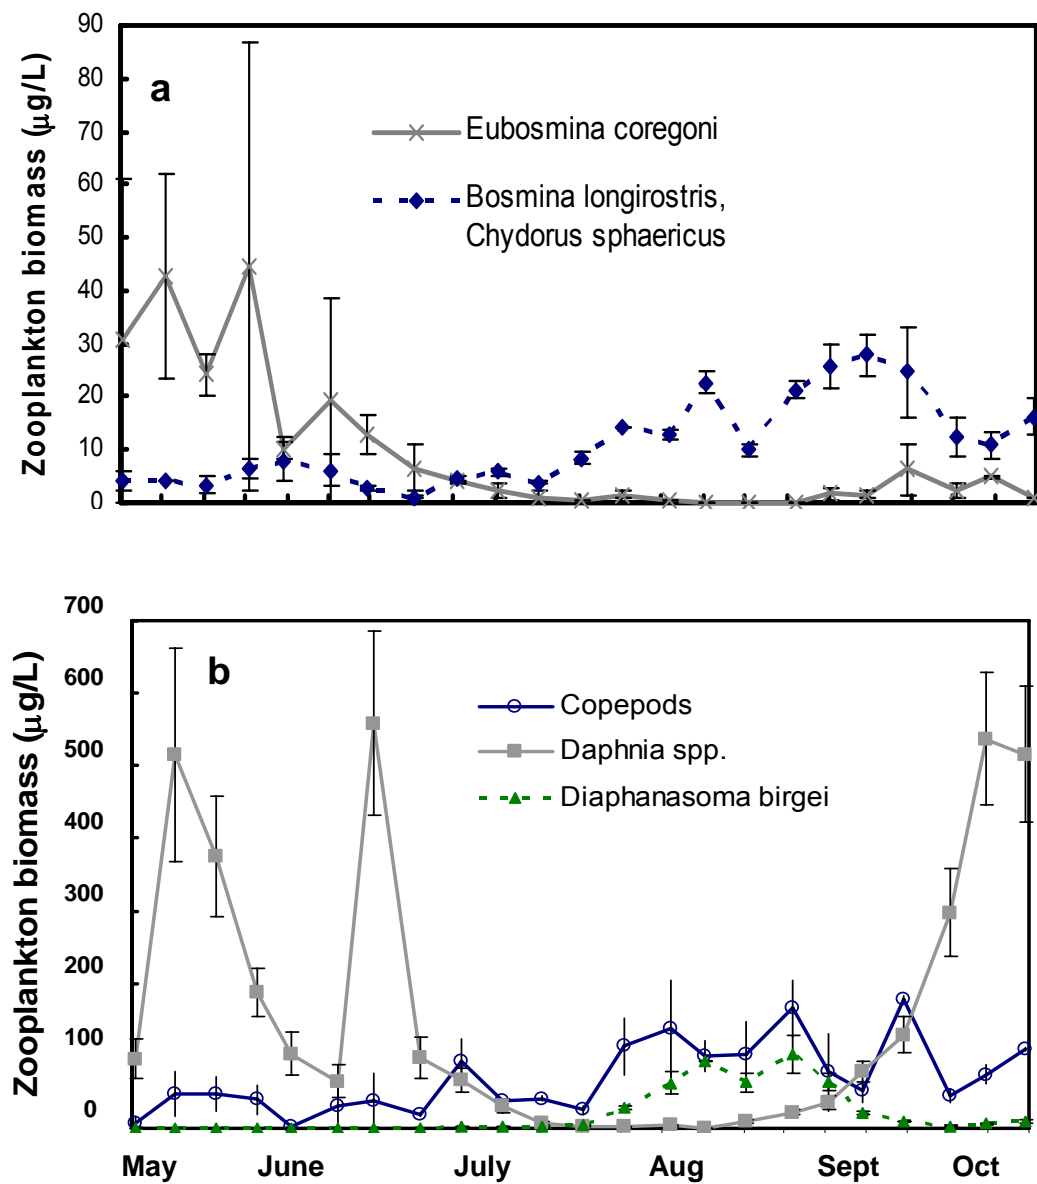 90
80
70
60
50
40
30
20
10
0
Zooplankton biomass (µg/L)
a
Eubosmina coregoni
Bosmina longirostris,
Chydorus sphaericus
700
600
500
400
300
200
100
0
Zooplankton biomass (µg/L)
b
Copepods
Daphnia spp.
Diaphanasoma birgei
May June July Aug Sept Oct